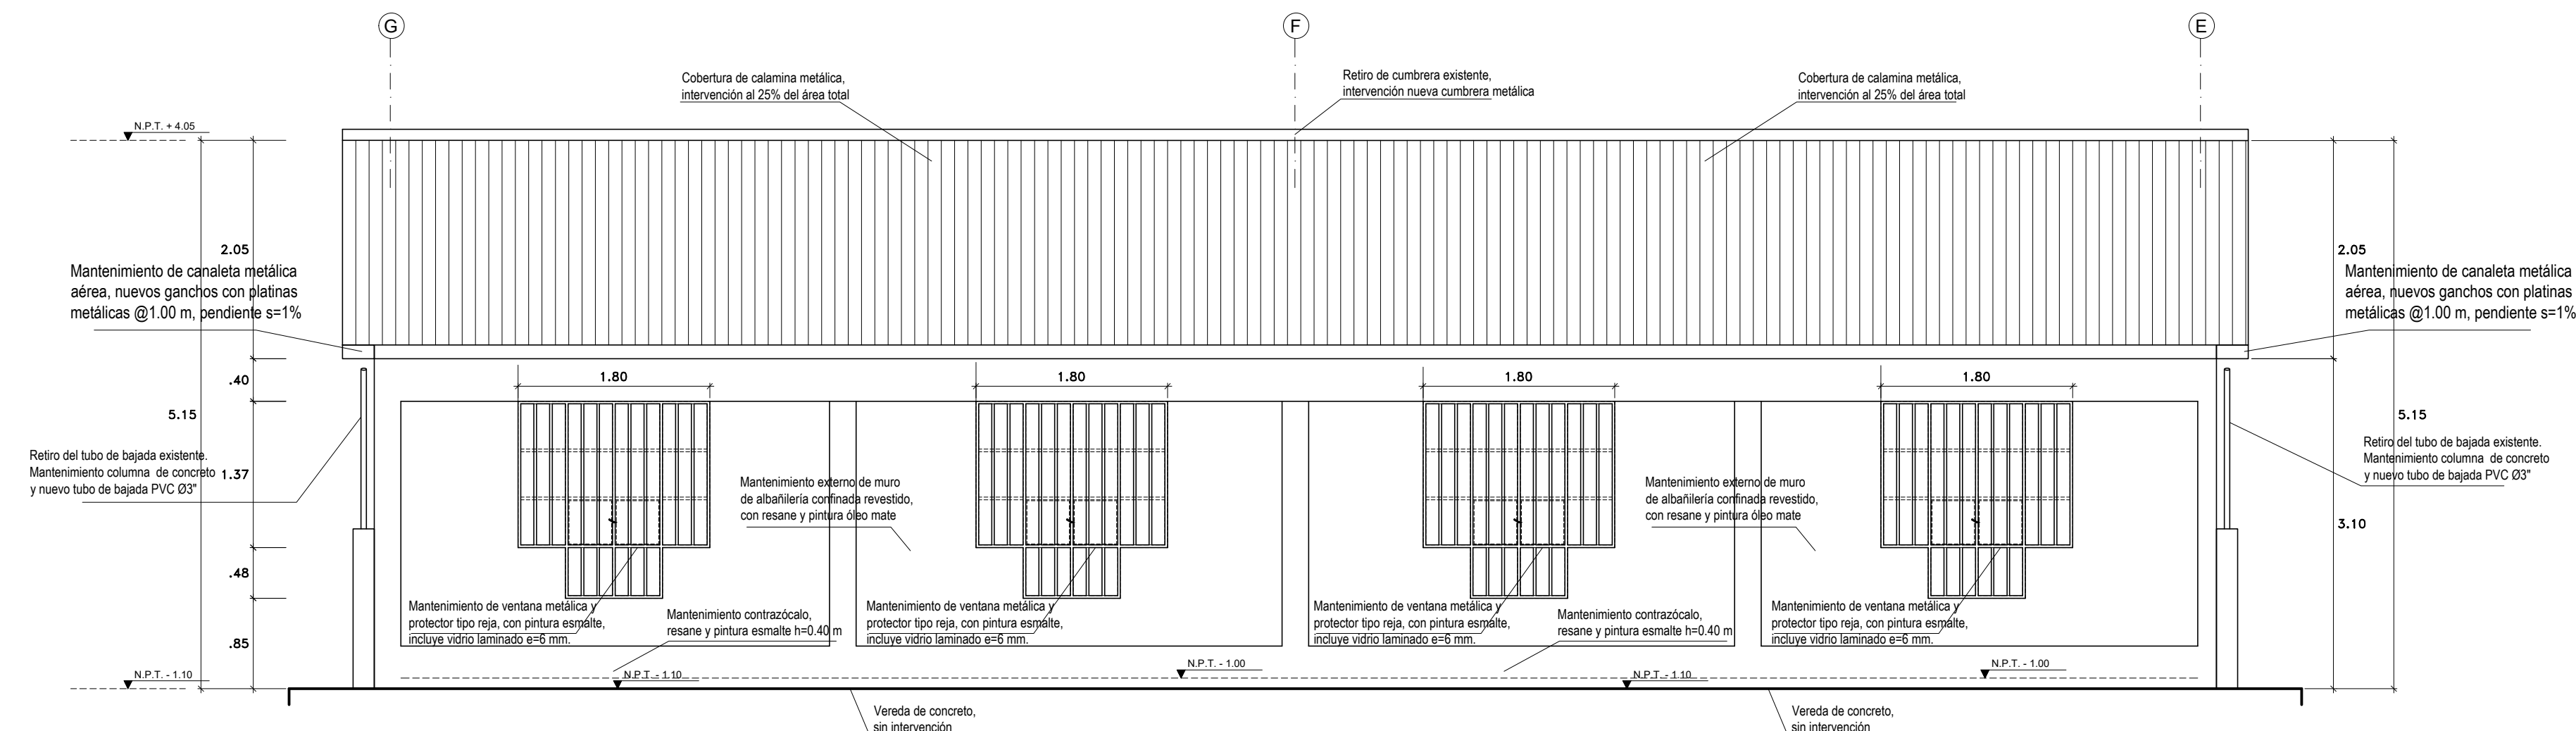 G
F
E
Cobertura de calamina metálica,
intervención al 25% del área total
Retiro de cumbrera existente,
intervención nueva cumbrera metálica
Cobertura de calamina metálica,
intervención al 25% del área total
N.P.T. + 4.05
2.05
Mantenimiento de canaleta metálica
aérea, nuevos ganchos con platinas
metálicas @1.00 m, pendiente s=1%
2.05
Mantenimiento de canaleta metálica
aérea, nuevos ganchos con platinas
metálicas @1.00 m, pendiente s=1%
.40
1.80
1.80
1.80
1.80
5.15
5.15
Retiro del tubo de bajada existente.
Mantenimiento columna de concreto
y nuevo tubo de bajada PVC Ø3"
1.37
Mantenimiento externo de muro
de albañilería confinada revestido,
con resane y pintura óleo mate
Mantenimiento externo de muro
de albañilería confinada revestido,
con resane y pintura óleo mate
Retiro del tubo de bajada existente.
Mantenimiento columna de concreto
y nuevo tubo de bajada PVC Ø3"
3.10
.48
Mantenimiento de ventana metálica y
protector tipo reja, con pintura esmalte,
incluye vidrio laminado e=6 mm.
Mantenimiento contrazócalo,
resane y pintura esmalte h=0.40 m
Mantenimiento de ventana metálica y
protector tipo reja, con pintura esmalte,
incluye vidrio laminado e=6 mm.
Mantenimiento de ventana metálica y
protector tipo reja, con pintura esmalte,
incluye vidrio laminado e=6 mm.
Mantenimiento contrazócalo,
resane y pintura esmalte h=0.40 m
Mantenimiento de ventana metálica y
protector tipo reja, con pintura esmalte,
incluye vidrio laminado e=6 mm.
.85
N.P.T. - 1.10
N.P.T. - 1.10
N.P.T. - 1.00
N.P.T. - 1.10
N.P.T. - 1.00
Vereda de concreto,
sin intervención
Vereda de concreto,
sin intervención